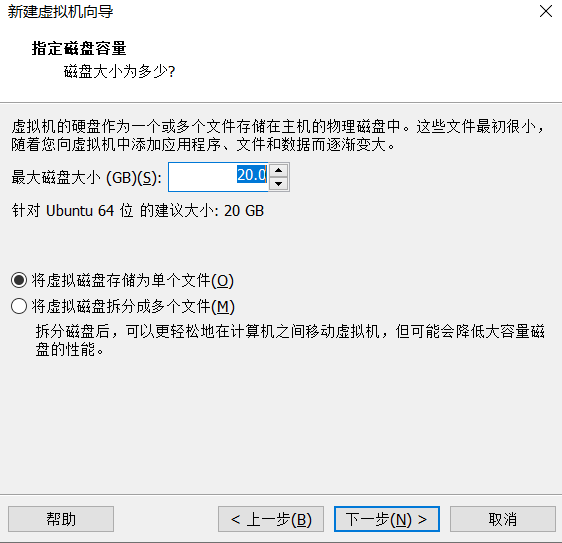 新建虚拟机向导
指定磁盘容量
磁盘大小为多少?
虚拟机的硬盘作为一个或多个文件存储在主机的物理磁盘中。这些文件最初很小，
随着您向虚拟机中添加应用程序、文件和数据而逐渐变大。
最大磁盘大小 (GB)(S): 20.0
针对 Ubuntu 64 位 的建议大小: 20 GB
将虚拟磁盘存储为单个文件(O)
将虚拟磁盘拆分成多个文件(M)
拆分磁盘后，可以更轻松地在计算机之间移动虚拟机，但可能会降低大容量磁
盘的性能。
帮助 < 上一步(B) 下一步(N) > 取消